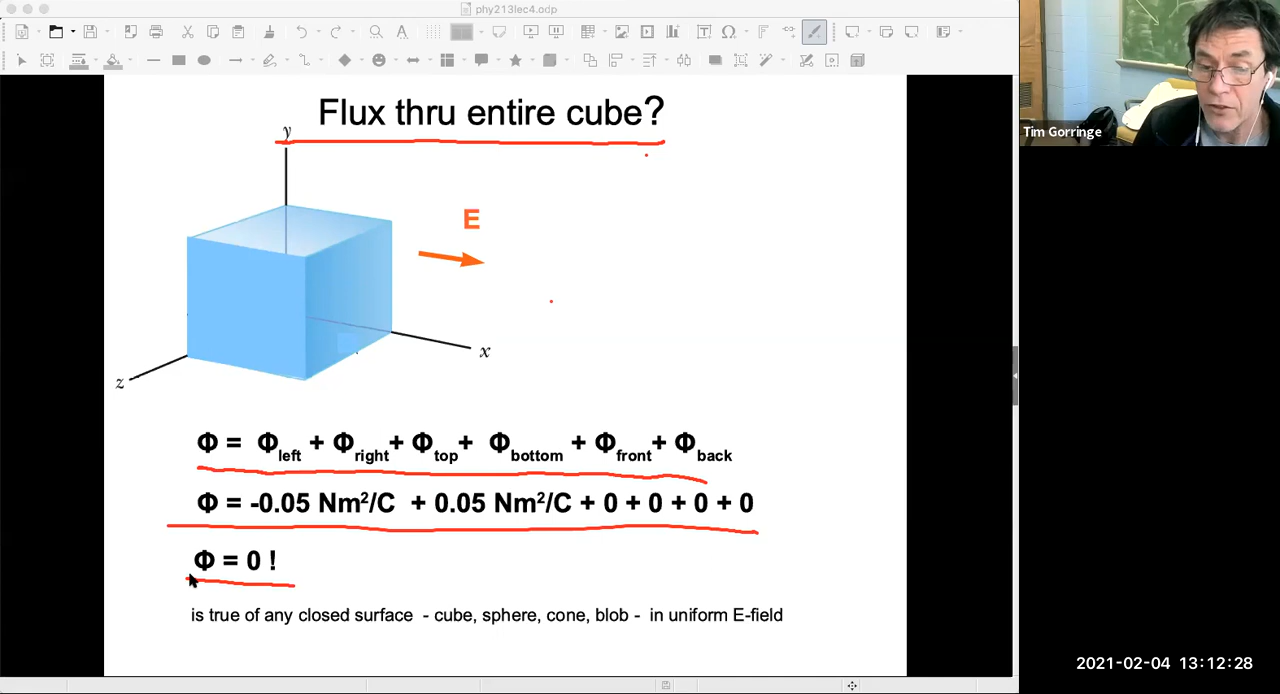 phy213lec4.odp
Tim Gorringe
Flux thru entire cube?
y
E
x
z
Φ = Φleft + Φright + Φtop + Φbottom + Φfront + Φback
Φ = -0.05 Nm²/C + 0.05 Nm²/C + 0 + 0 + 0 + 0
Φ = 0 !
is true of any closed surface - cube, sphere, cone, blob - in uniform E-field
2021-02-04 13:12:28